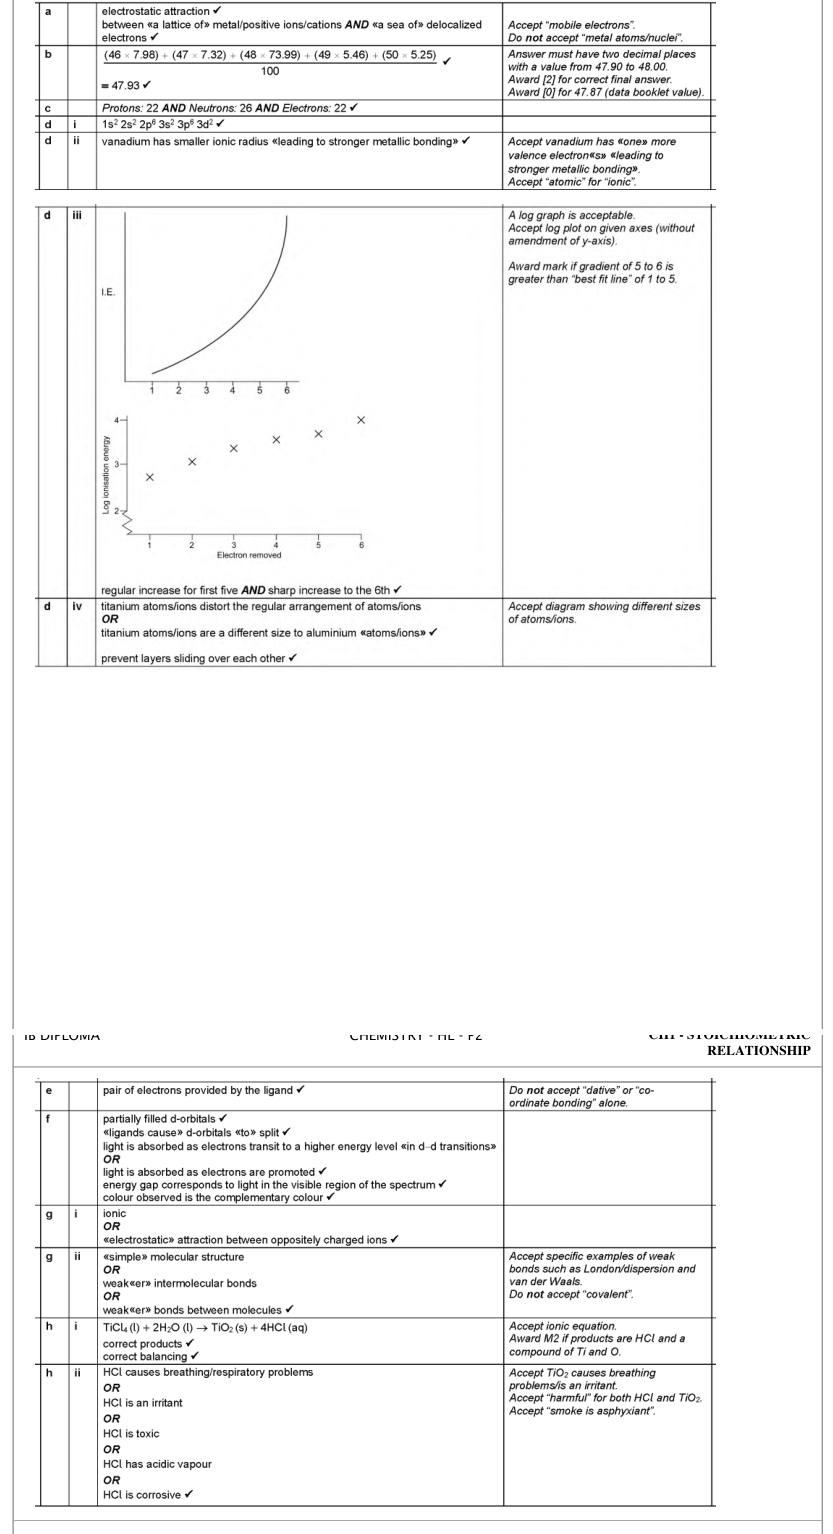 a electrostatic attraction ✓
between «a lattice of» metal/positive ions/cations AND «a sea of» delocalized
electrons ✓
Accept "mobile electrons".
Do not accept "metal atoms/nuclei".
b (46 × 7.98) + (47 × 7.32) + (48 × 73.99) + (49 × 5.46) + (50 × 5.25) ✓
100
= 47.93 ✓
Answer must have two decimal places
with a value from 47.90 to 48.00.
Award [2] for correct final answer.
Award [0] for 47.87 (data booklet value).
c Protons: 22 AND Neutrons: 26 AND Electrons: 22 ✓
d i 1s² 2s² 2p⁶ 3s² 3p⁶ 3d² ✓
d ii vanadium has smaller ionic radius «leading to stronger metallic bonding» ✓
Accept vanadium has «one» more
valence electron«s» «leading to
stronger metallic bonding».
Accept "atomic" for "ionic".
d iii
I.E.
1 2 3 4 5 6
Log ionisation energy
4
3
2
1 2 3 4 5 6
Electron removed
regular increase for first five AND sharp increase to the 6th ✓
A log graph is acceptable.
Accept log plot on given axes (without
amendment of y-axis).
Award mark if gradient of 5 to 6 is
greater than "best fit line" of 1 to 5.
d iv titanium atoms/ions distort the regular arrangement of atoms/ions
OR
titanium atoms/ions are a different size to aluminium «atoms/ions» ✓
prevent layers sliding over each other ✓
Accept diagram showing different sizes
of atoms/ions.
IB DIPLOMA CHEMISTRY - HL - P2 CH1 - STOICHIOMETRIC
RELATIONSHIP
e pair of electrons provided by the ligand ✓
Do not accept "dative" or "co-
ordinate bonding" alone.
f partially filled d-orbitals ✓
«ligands cause» d-orbitals «to» split ✓
light is absorbed as electrons transit to a higher energy level «in d–d transitions»
OR
light is absorbed as electrons are promoted ✓
energy gap corresponds to light in the visible region of the spectrum ✓
colour observed is the complementary colour ✓
g i ionic
OR
«electrostatic» attraction between oppositely charged ions ✓
g ii «simple» molecular structure
OR
weak«er» intermolecular bonds
OR
weak«er» bonds between molecules ✓
Accept specific examples of weak
bonds such as London/dispersion and
van der Waals.
Do not accept "covalent".
h i TiCl₄ (l) + 2H₂O (l) → TiO₂ (s) + 4HCl (aq)
correct products ✓
correct balancing ✓
Accept ionic equation.
Award M2 if products are HCl and a
compound of Ti and O.
h ii HCl causes breathing/respiratory problems
OR
HCl is an irritant
OR
HCl is toxic
OR
HCl has acidic vapour
OR
HCl is corrosive ✓
Accept TiO₂ causes breathing
problems/is an irritant.
Accept "harmful" for both HCl and TiO₂.
Accept "smoke is asphyxiant".